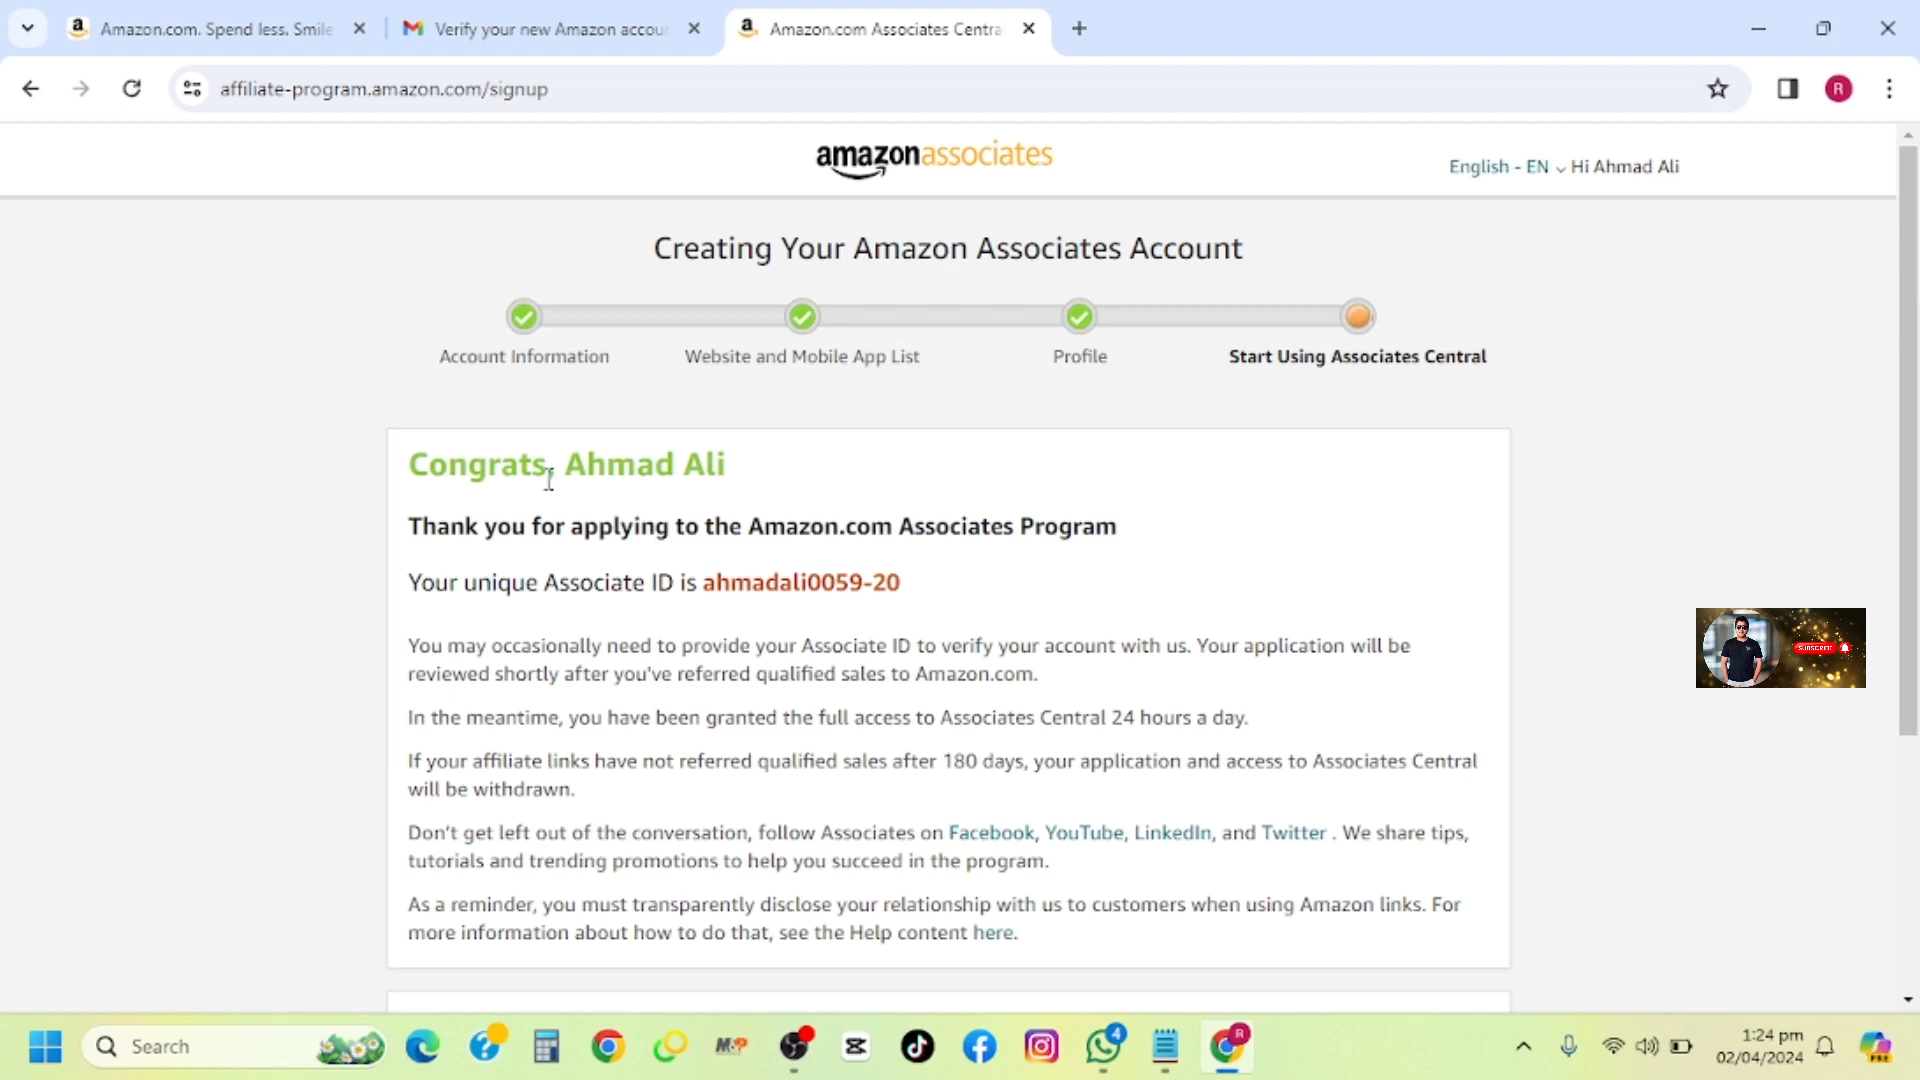 Amazon.com. Spend less. Smile
Verify your new Amazon accou
Amazon.com Associates Centra
affiliate-program.amazon.com/signup
R
amazonassociates
English - EN Hi Ahmad Ali
Creating Your Amazon Associates Account
Account Information
Website and Mobile App List
Profile
Start Using Associates Central
Congrats, Ahmad Ali
Thank you for applying to the Amazon.com Associates Program
Your unique Associate ID is ahmadali0059-20
You may occasionally need to provide your Associate ID to verify your account with us. Your application will be
reviewed shortly after you've referred qualified sales to Amazon.com.
SUBSCRIBE
In the meantime, you have been granted the full access to Associates Central 24 hours a day.
If your affiliate links have not referred qualified sales after 180 days, your application and access to Associates Central
will be withdrawn.
Don't get left out of the conversation, follow Associates on Facebook, YouTube, LinkedIn, and Twitter . We share tips,
tutorials and trending promotions to help you succeed in the program.
As a reminder, you must transparently disclose your relationship with us to customers when using Amazon links. For
more information about how to do that, see the Help content here.
Search
4
R
1:24 pm
02/04/2024
PRE